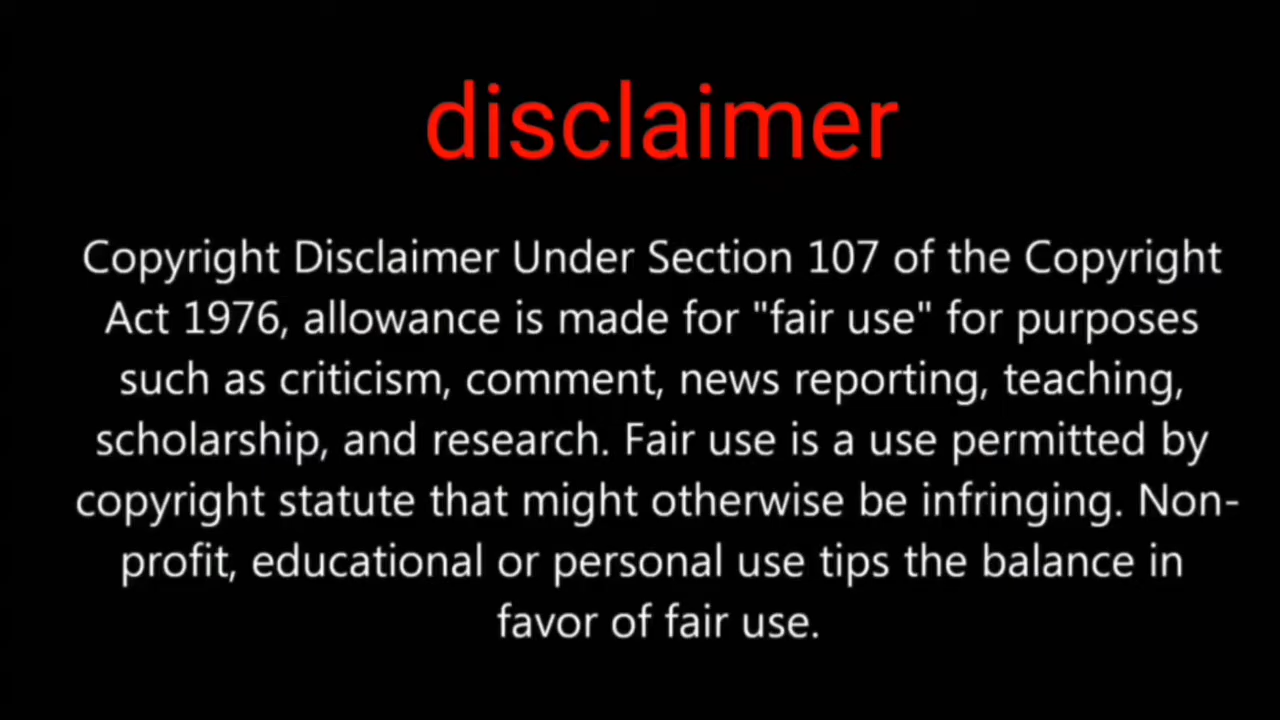 disclaimer
Copyright Disclaimer Under Section 107 of the Copyright
Act 1976, allowance is made for "fair use" for purposes
such as criticism, comment, news reporting, teaching,
scholarship, and research. Fair use is a use permitted by
copyright statute that might otherwise be infringing. Non-
profit, educational or personal use tips the balance in
favor of fair use.